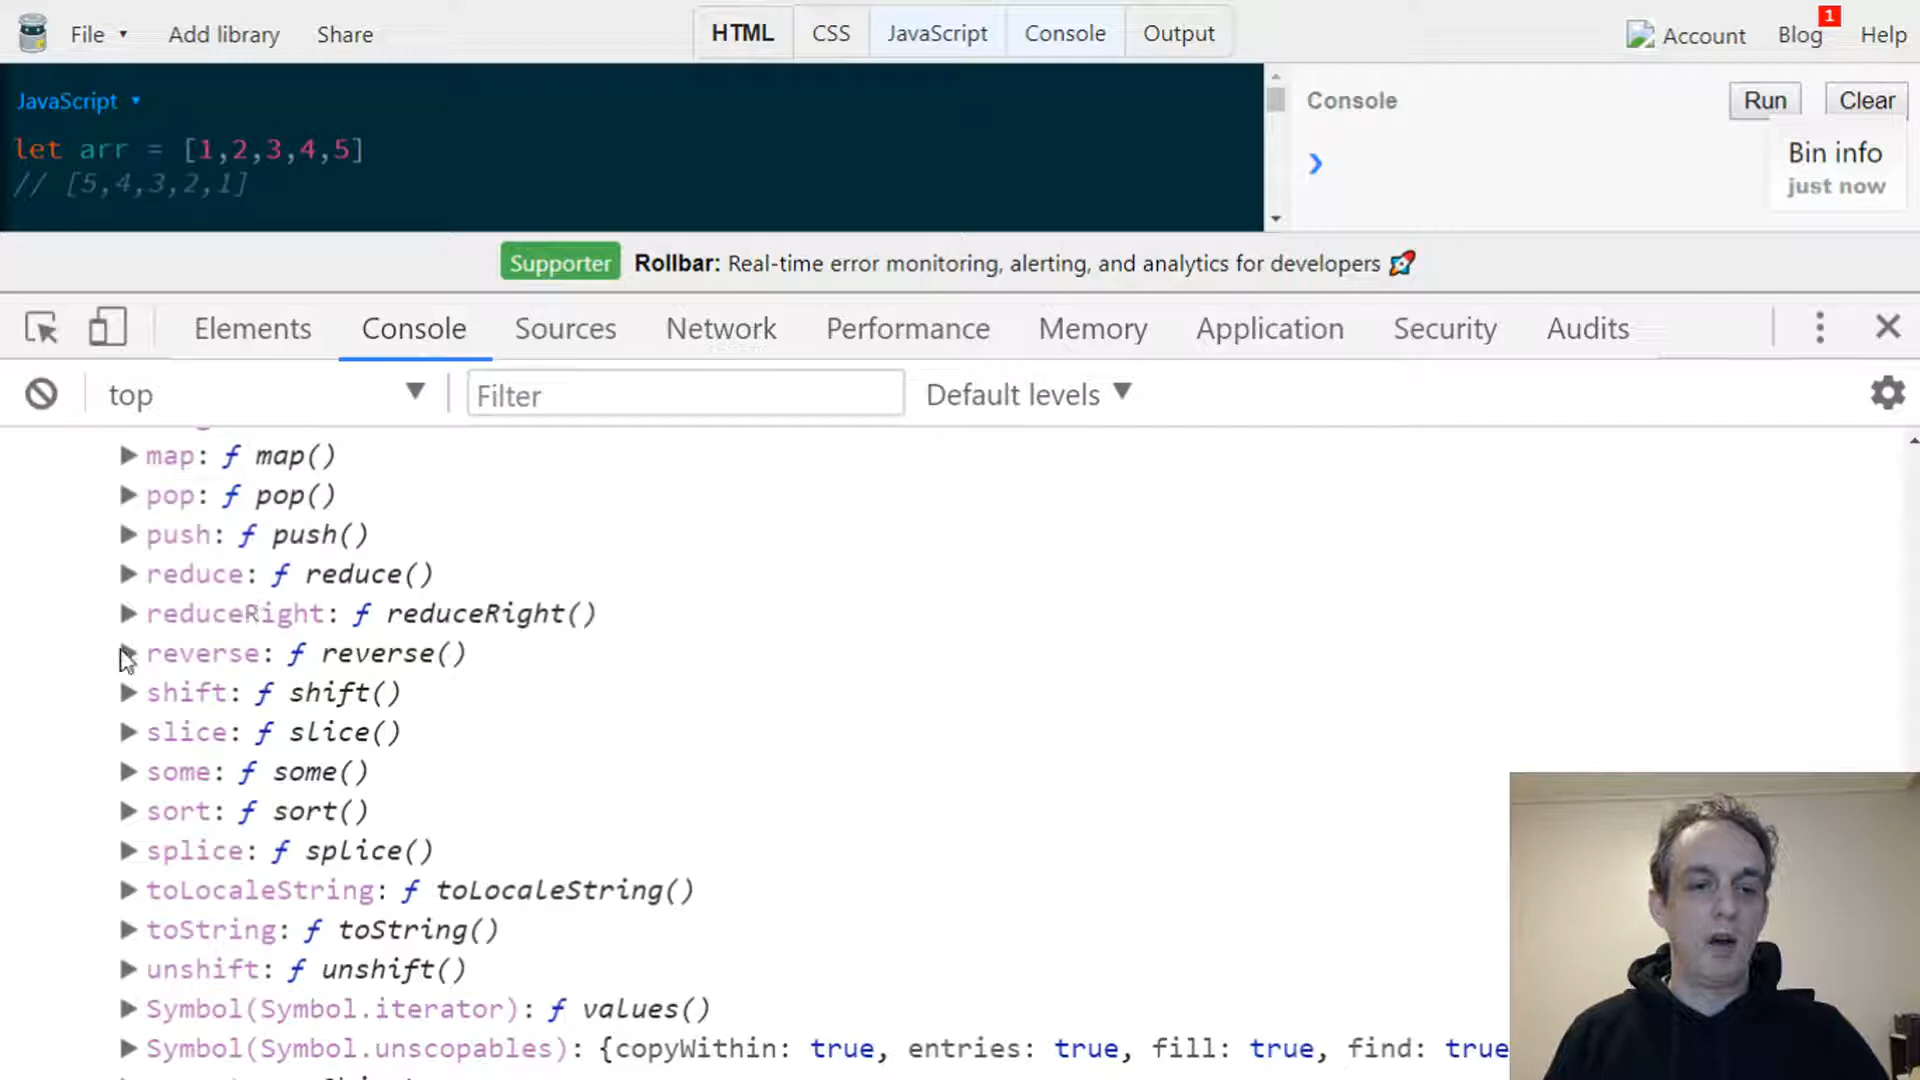 File ▼ Add library Share HTML CSS JavaScript Console Output Account Blog 1 Help
JavaScript ▼
let arr = [1,2,3,4,5]
// [5,4,3,2,1]
Console Run Clear
❯
Bin info
just now
Supporter Rollbar: Real-time error monitoring, alerting, and analytics for developers 🚀
Elements Console Sources Network Performance Memory Application Security Audits
top ▼ Filter Default levels ▼
▶ map: ƒ map()
▶ pop: ƒ pop()
▶ push: ƒ push()
▶ reduce: ƒ reduce()
▶ reduceRight: ƒ reduceRight()
▶ reverse: ƒ reverse()
▶ shift: ƒ shift()
▶ slice: ƒ slice()
▶ some: ƒ some()
▶ sort: ƒ sort()
▶ splice: ƒ splice()
▶ toLocaleString: ƒ toLocaleString()
▶ toString: ƒ toString()
▶ unshift: ƒ unshift()
▶ Symbol(Symbol.iterator): ƒ values()
▶ Symbol(Symbol.unscopables): {copyWithin: true, entries: true, fill: true, find: true